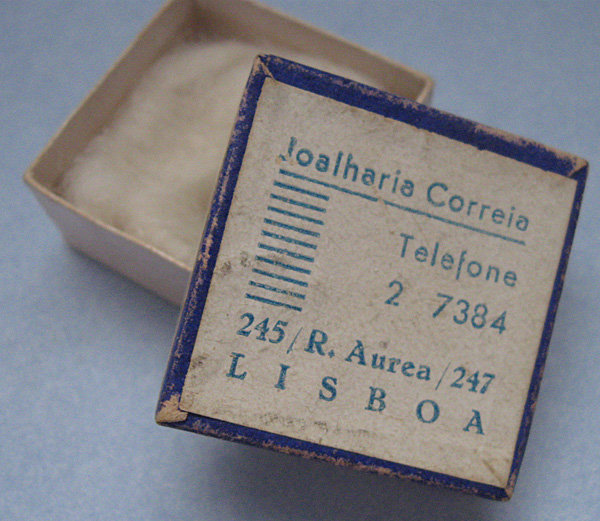 Joalharia Correia
Telefone
2 7384
245/R. Aurea/247
LISBOA